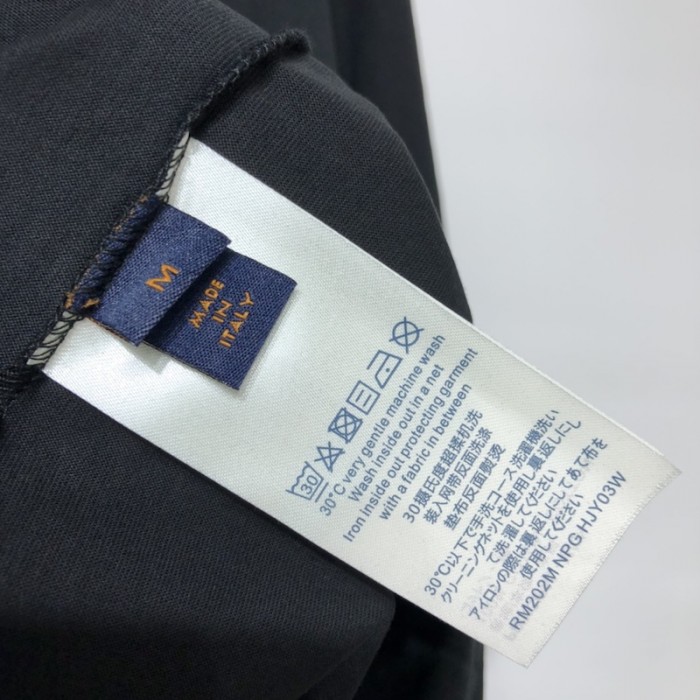 M
MADE
IN
ITALY
30
30°C very gentle machine wash
Wash inside out in a net
Iron Inside out protecting garment
with a fabric in between
30摄氏度超柔机洗
装入网带反面洗涤
垫布反面熨烫
30℃以下で手洗コース洗濯機洗い
クリーニングネットを使用し裏返しにし
て洗濯してください
アイロンの際は裏返しにしてあて布を
使用してください
RM202M NPG HJY03W